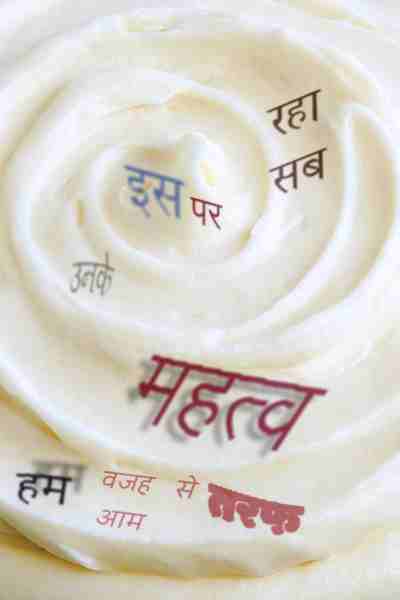 रहा
सब
इस पर
उनके
महत्व
हम वजह से तरफ
आम